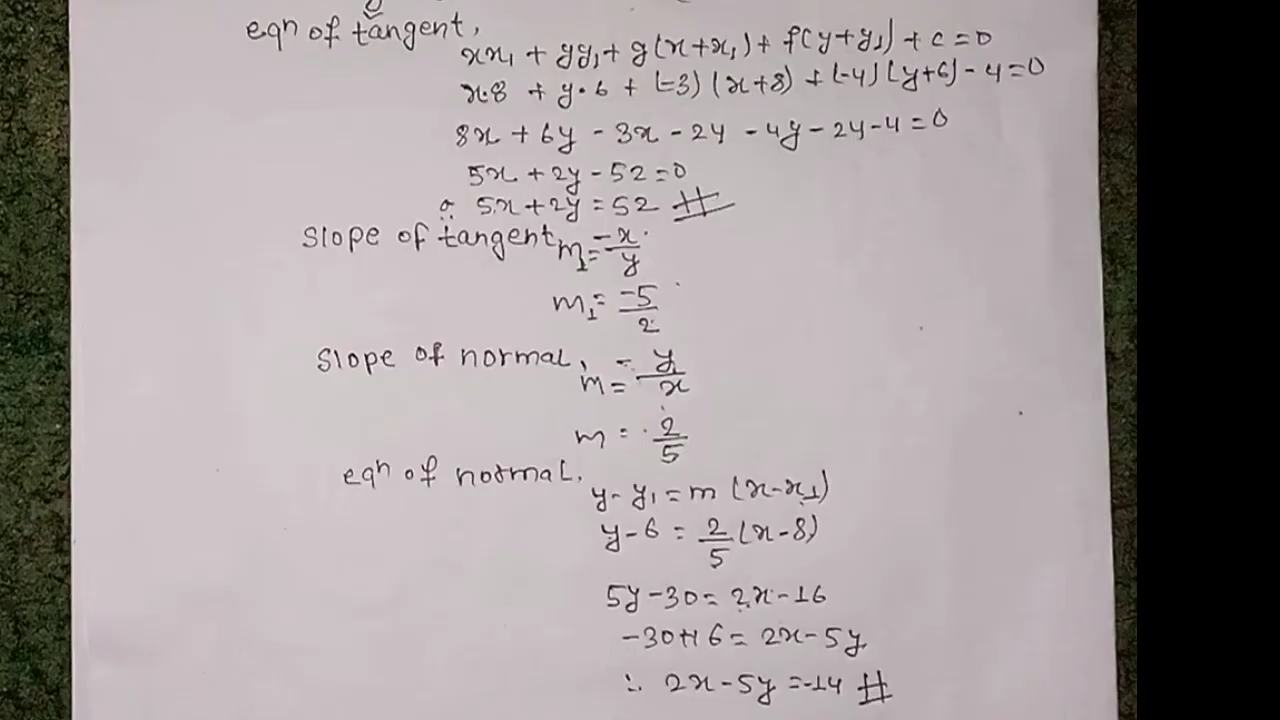 eqn of tangent,
xx₁ + yy₁ + g(x+x₁) + f(y+y₁) + c = 0
x·8 + y·6 + (-3)(x+8) + (-4)(y+6) - 4 = 0
8x + 6y - 3x - 24 - 4y - 24 - 4 = 0
5x + 2y - 52 = 0
∴ 5x + 2y = 52 #
Slope of tangent, m₁ = -x/y
m₁ = -5/2
Slope of normal, m = y/x
m = 2/5
eqn of normal,
y - y₁ = m (x - x₁)
y - 6 = 2/5 (x - 8)
5y - 30 = 2x - 16
-30+16 = 2x - 5y
∴ 2x - 5y = -14 #